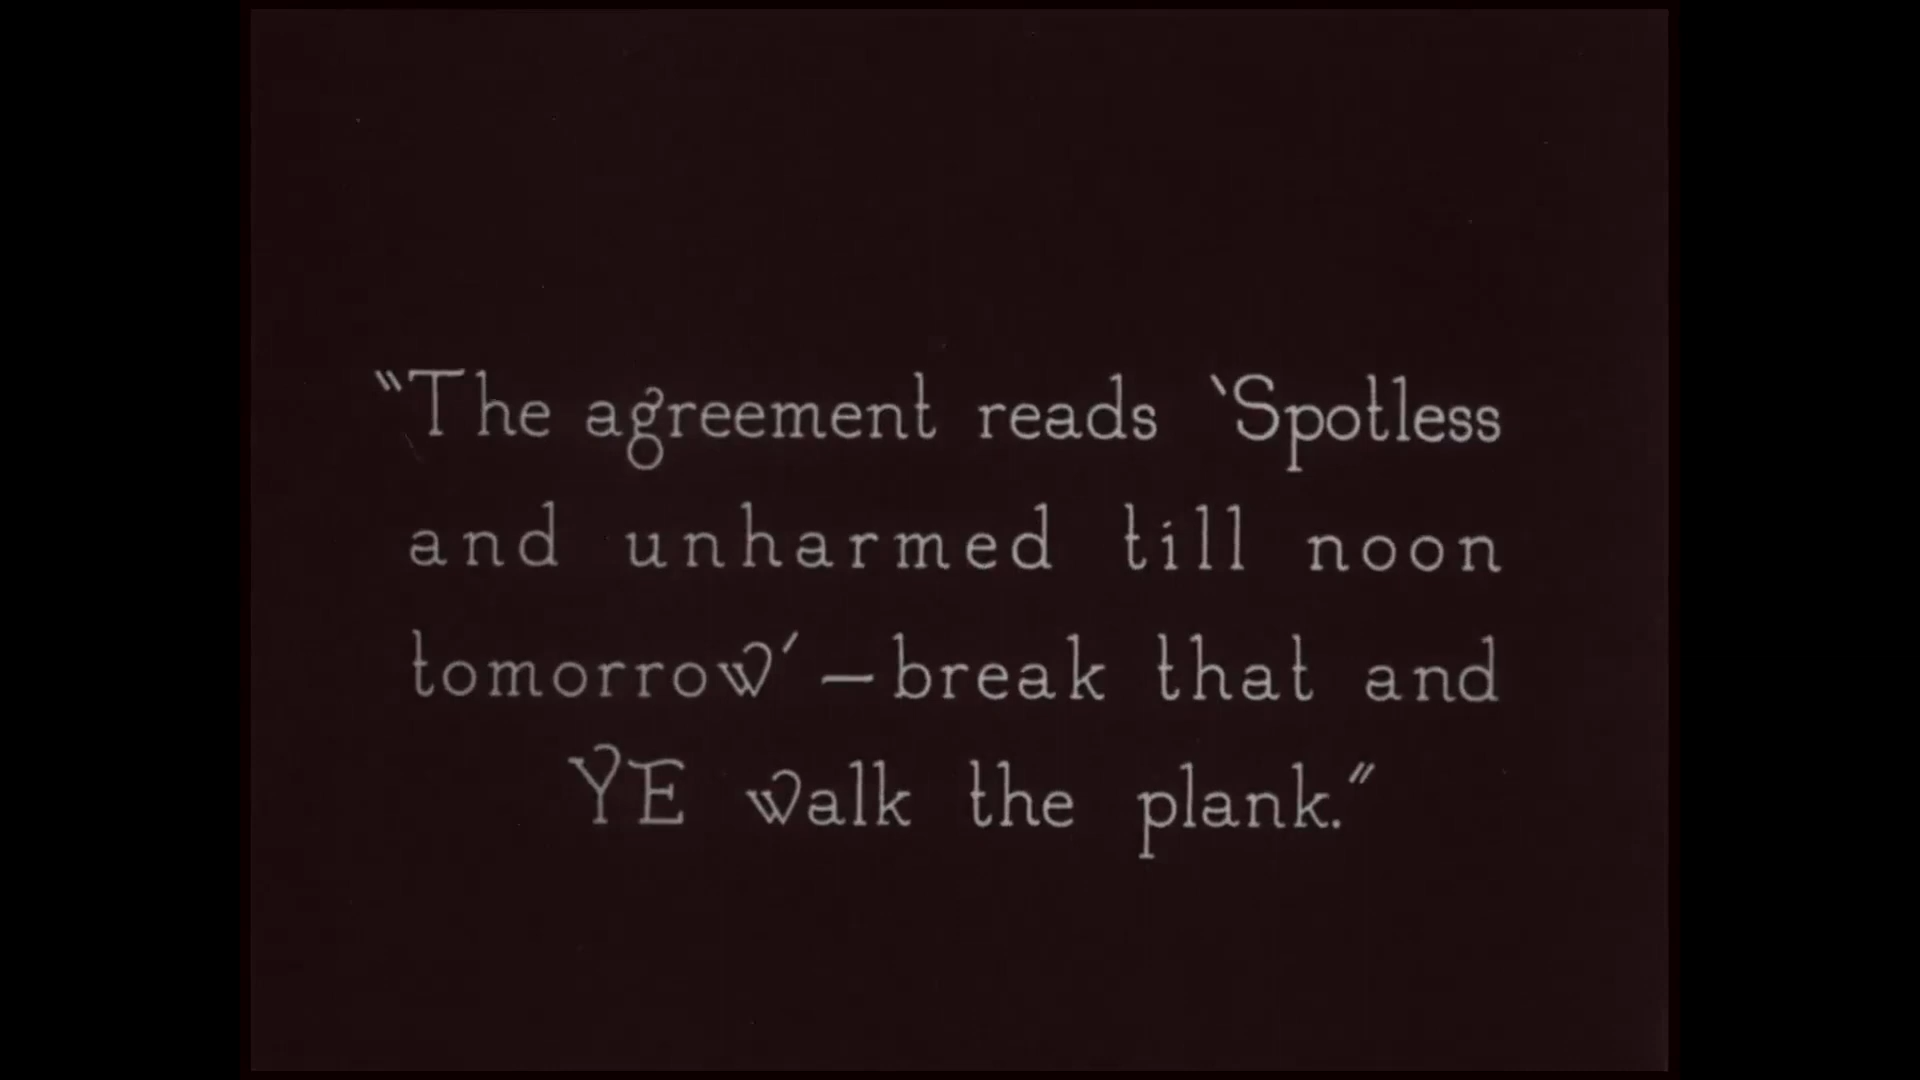 "The agreement reads 'Spotless
and unharmed till noon
tomorrow' – break that and
YE walk the plank."